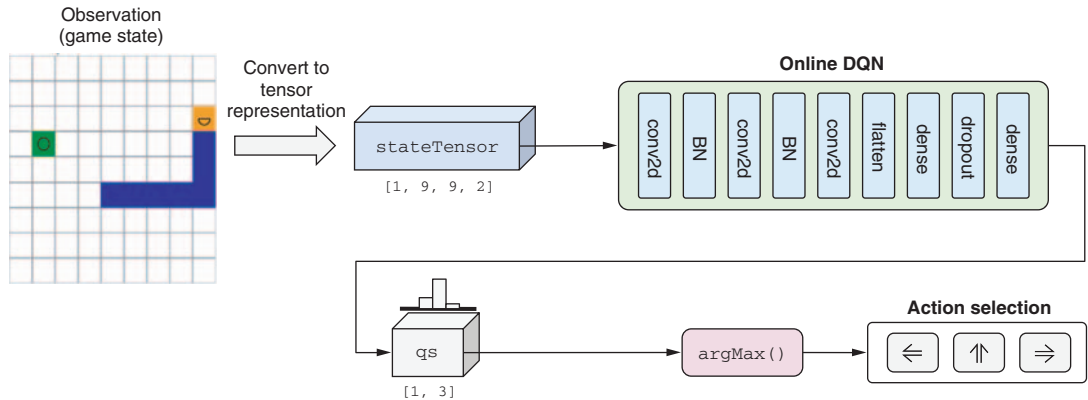 Observation
(game state)
Convert to
tensor
representation
stateTensor
[1, 9, 9, 2]
Online DQN
conv2d
BN
conv2d
BN
conv2d
flatten
dense
dropout
dense
qs
[1, 3]
argMax()
Action selection